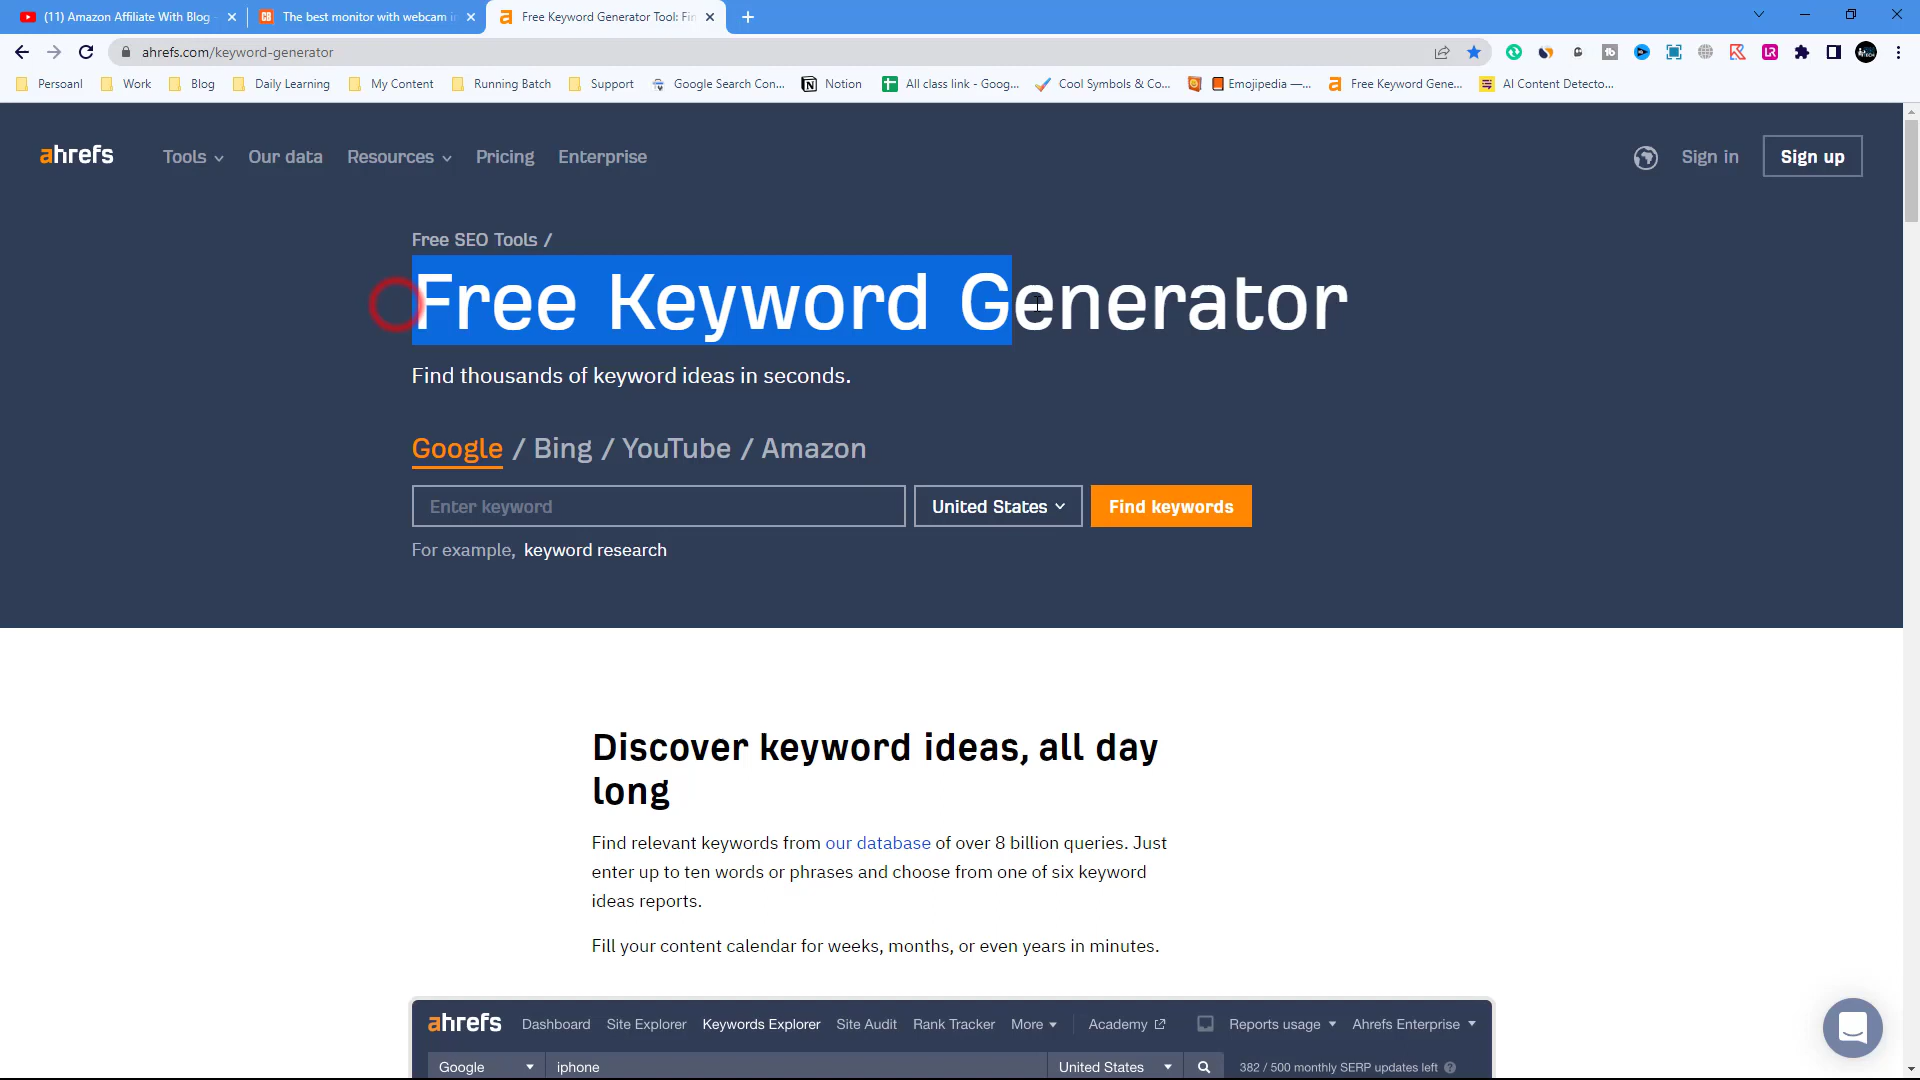 (11) Amazon Affiliate With Blog
The best monitor with webcam in
Free Keyword Generator Tool: Fin
ahrefs.com/keyword-generator
Persoanl
Work
Blog
Daily Learning
My Content
Running Batch
Support
Google Search Con...
Notion
All class link - Goog...
Cool Symbols & Co...
Emojipedia —...
Free Keyword Gene...
AI Content Detecto...
ahrefs
Tools
Our data
Resources
Pricing
Enterprise
Sign in
Sign up
Free SEO Tools /
Free Keyword Generator
Find thousands of keyword ideas in seconds.
Google / Bing / YouTube / Amazon
Enter keyword
United States
Find keywords
For example, keyword research
Discover keyword ideas, all day
long
Find relevant keywords from our database of over 8 billion queries. Just
enter up to ten words or phrases and choose from one of six keyword
ideas reports.
Fill your content calendar for weeks, months, or even years in minutes.
ahrefs
Dashboard
Site Explorer
Keywords Explorer
Site Audit
Rank Tracker
More
Academy
Reports usage
Ahrefs Enterprise
Google
iphone
United States
382 / 500 monthly SERP updates left